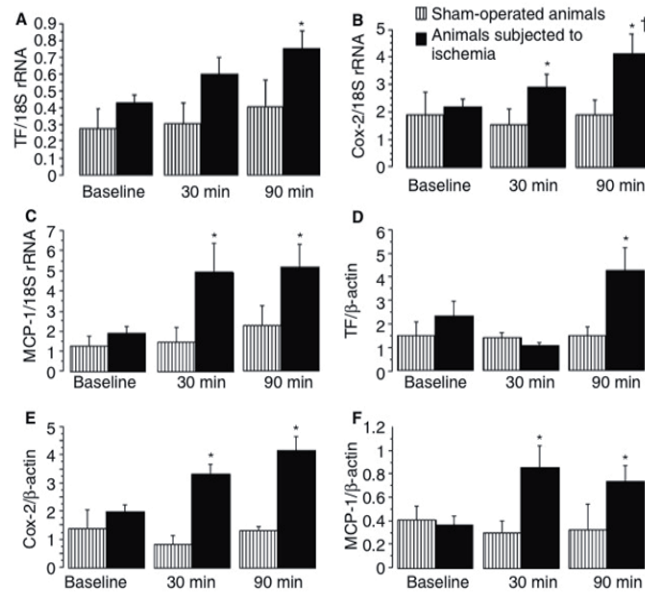 A
TF/18S rRNA
0.9
0.8
0.7
0.6
0.5
0.4
0.3
0.2
0.1
0
*
Baseline 30 min 90 min
B
Sham-operated animals
Animals subjected to
ischemia
Cox-2/18S rRNA
5
4
3
2
1
0
*
* †
Baseline 30 min 90 min
C
MCP-1/18S rRNA
7
6
5
4
3
2
1
0
* *
Baseline 30 min 90 min
D
TF/β-actin
6
5
4
3
2
1
0
*
Baseline 30 min 90 min
E
Cox-2/β-actin
5
4
3
2
1
0
* *
Baseline 30 min 90 min
F
MCP-1/β-actin
1.2
1
0.8
0.6
0.4
0.2
0
* *
Baseline 30 min 90 min